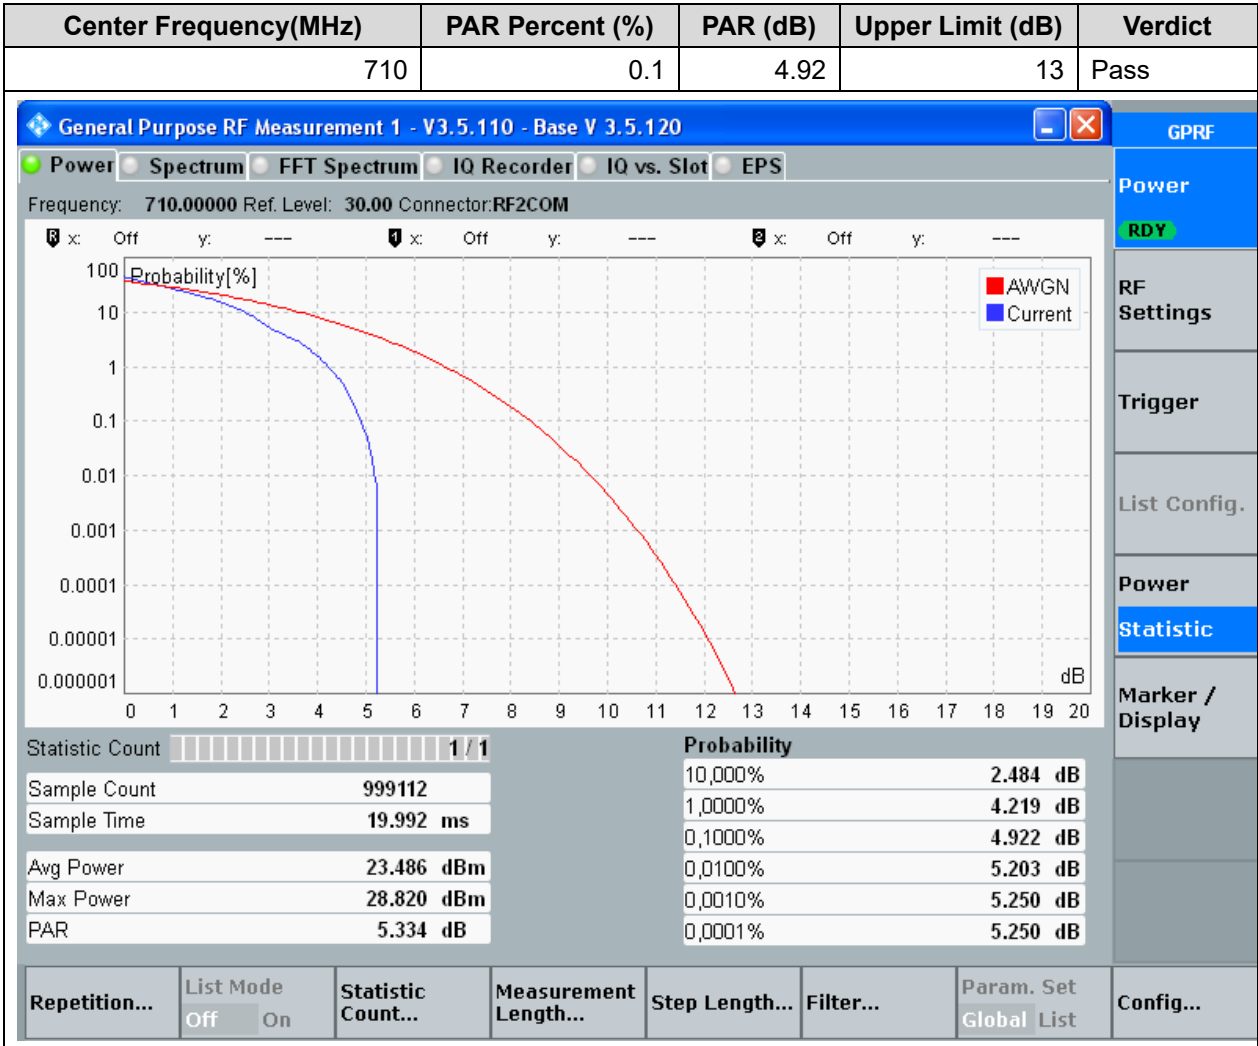 Center Frequency(MHz) PAR Percent (%) PAR (dB) Upper Limit (dB) Verdict
710 0.1 4.92 13 Pass
General Purpose RF Measurement 1 - V3.5.110 - Base V 3.5.120
GPRF
Power Spectrum FFT Spectrum IQ Recorder IQ vs. Slot EPS
Frequency: 710.00000 Ref. Level: 30.00 Connector:RF2COM
R x: Off y: --- 1 x: Off y: --- 2 x: Off y: ---
Probability[%]
AWGN
Current
100
10
1
0.1
0.01
0.001
0.0001
0.00001
0.000001
dB
0 1 2 3 4 5 6 7 8 9 10 11 12 13 14 15 16 17 18 19 20
Statistic Count 1 / 1
Sample Count 999112
Sample Time 19.992 ms
Avg Power 23.486 dBm
Max Power 28.820 dBm
PAR 5.334 dB
Probability
10,000% 2.484 dB
1,0000% 4.219 dB
0,1000% 4.922 dB
0,0100% 5.203 dB
0,0010% 5.250 dB
0,0001% 5.250 dB
Power
RDY
RF
Settings
Trigger
List Config.
Power
Statistic
Marker /
Display
Repetition...
List Mode
Off On
Statistic
Count...
Measurement
Length...
Step Length...
Filter...
Param. Set
Global List
Config...